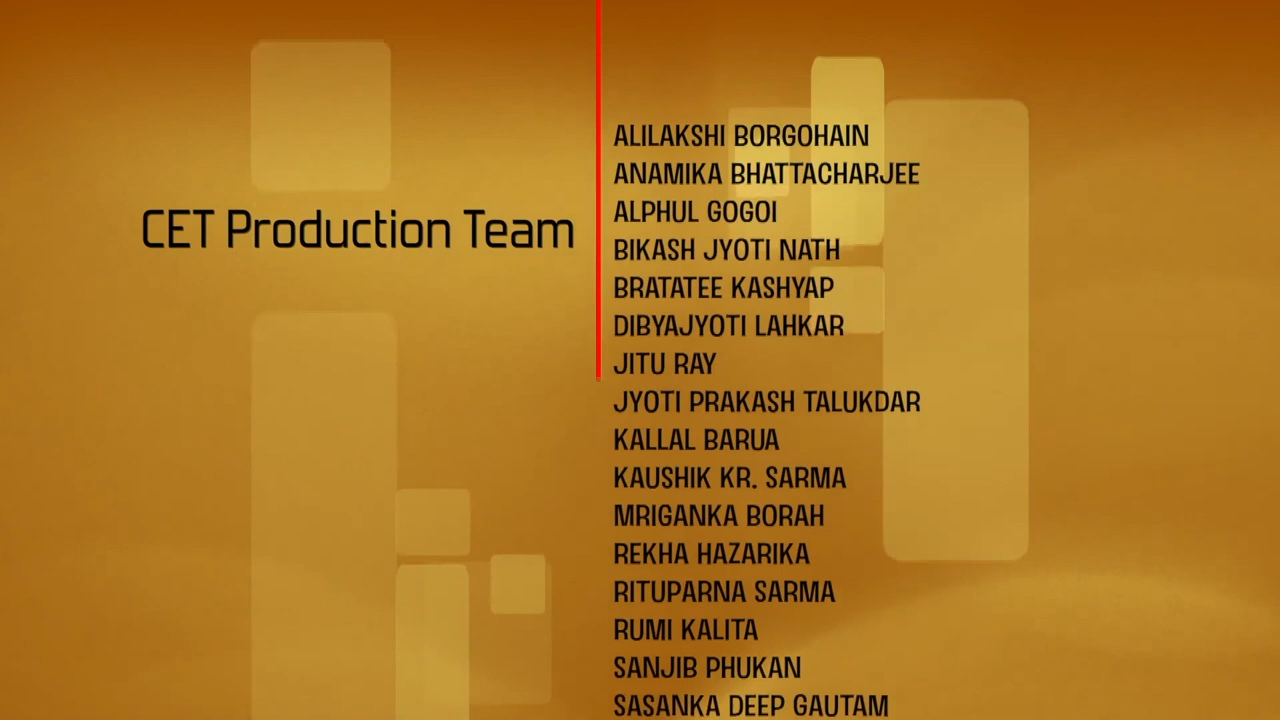 CET Production Team
ALILAKSHI BORGOHAIN
ANAMIKA BHATTACHARJEE
ALPHUL GOGOI
BIKASH JYOTI NATH
BRATATEE KASHYAP
DIBYAJYOTI LAHKAR
JITU RAY
JYOTI PRAKASH TALUKDAR
KALLAL BARUA
KAUSHIK KR. SARMA
MRIGANKA BORAH
REKHA HAZARIKA
RITUPARNA SARMA
RUMI KALITA
SANJIB PHUKAN
SASANKA DEEP GAUTAM